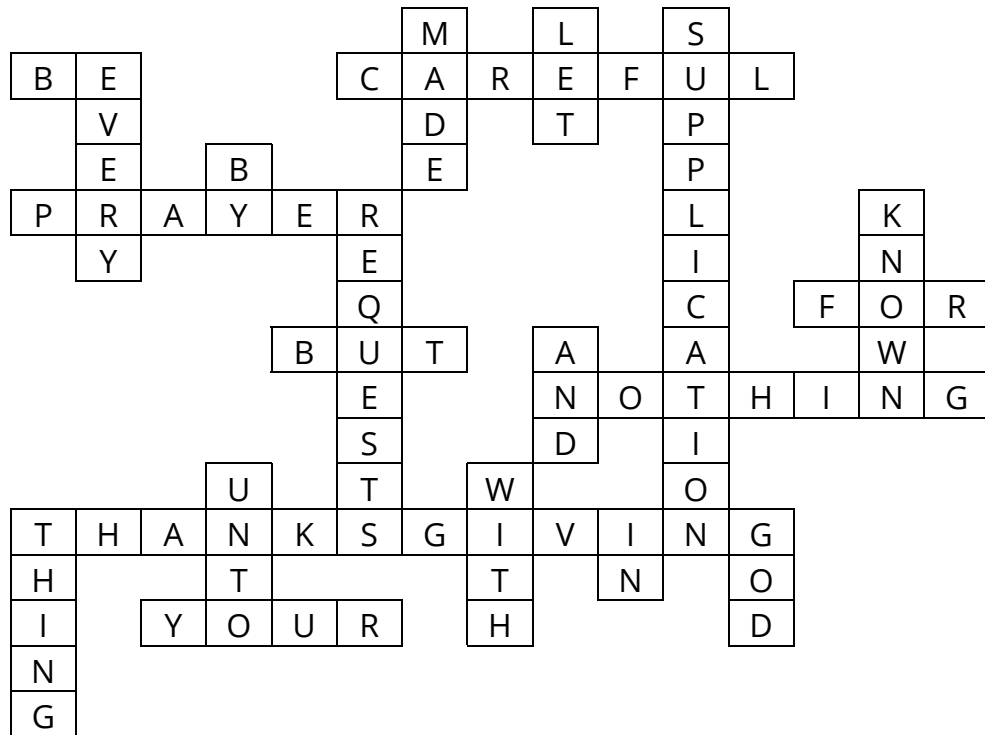 M L S
B E C A R E F U L
V D T P
E B E P
P R A Y E R L K
Y E I N
Q C F O R
B U T A A W
E N O T H I N G
S D I
U T W O
T H A N K S G I V I N G
H T T N O
I Y O U R H D
N
G